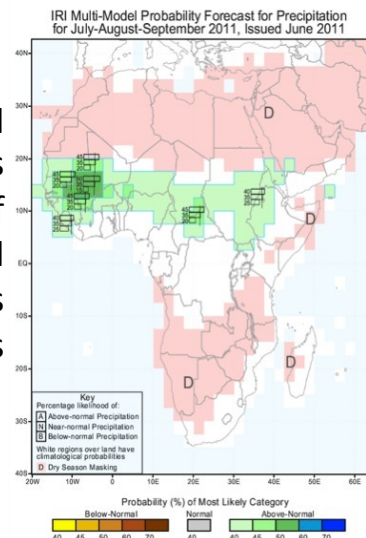 IRI Multi-Model Probability Forecast for Precipitation
for July-August-September 2011, Issued June 2011
40N
30N
D
20N
10N
D
EQ
10S
20S
D
D
30S
40S
Key
Percentage likelihood of:
A Above-normal Precipitation
N Near-normal Precipitation
B Below-normal Precipitation
White regions over land have
climatological probabilities
D Dry Season Masking
20W 10W 0 10E 20E 30E 40E 50E 60E
Probability (%) of Most Likely Category
Below-Normal Normal Above-Normal
40 45 50 60 70 40 40 45 50 60 70